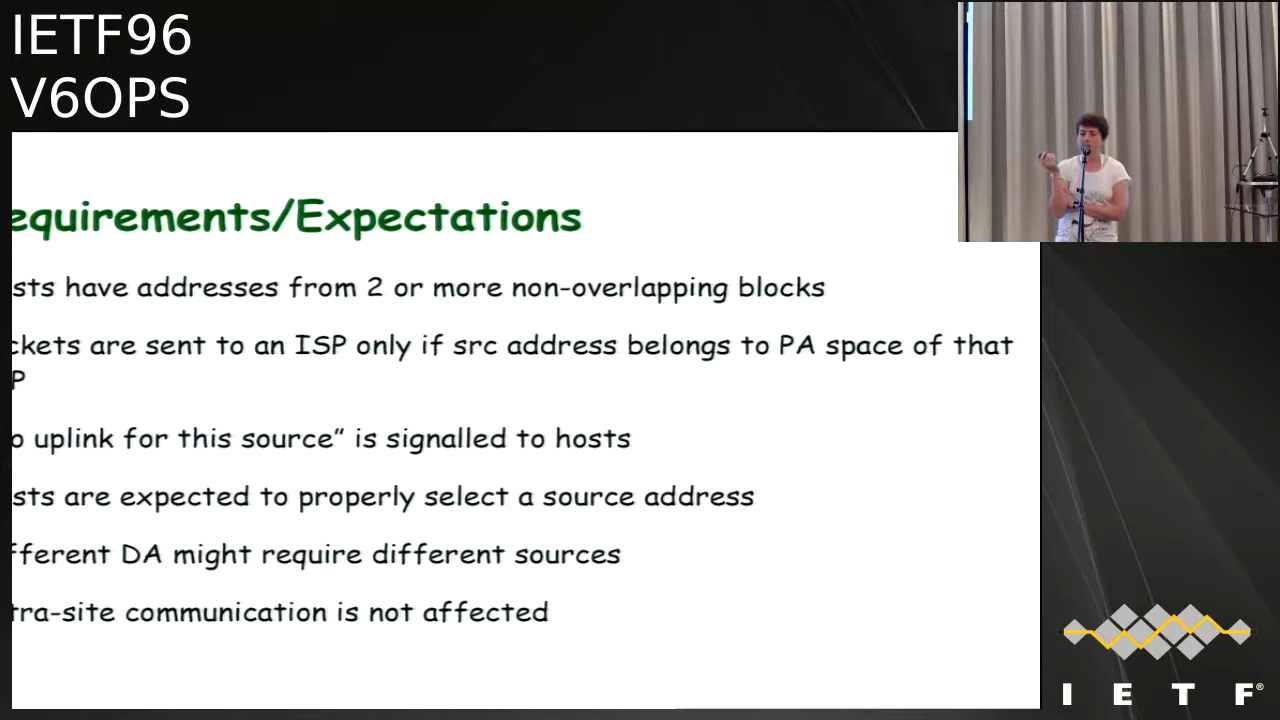 IETF96
V6OPS
equirements/Expectations
sts have addresses from 2 or more non-overlapping blocks
ckets are sent to an ISP only if src address belongs to PA space of that
P
o uplink for this source” is signalled to hosts
sts are expected to properly select a source address
fferent DA might require different sources
tra-site communication is not affected
I E T F®